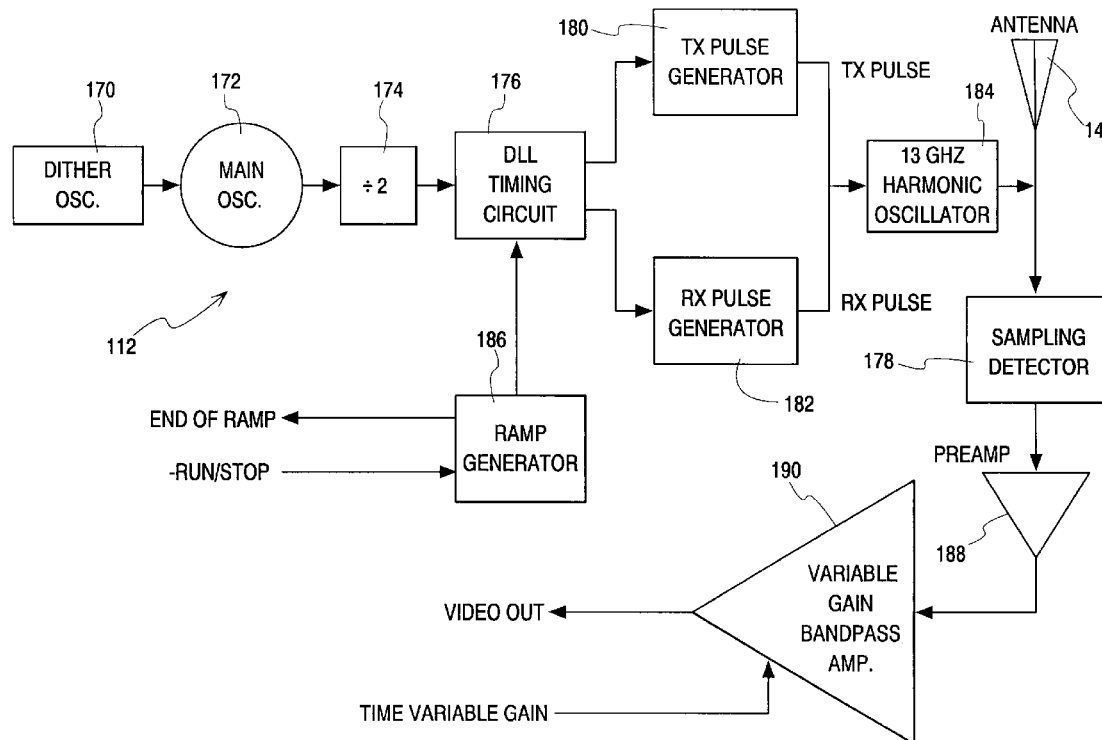 180
TX PULSE
GENERATOR
ANTENNA
14
170
172
174
176
TX PULSE
184
DITHER
OSC.
MAIN
OSC.
÷ 2
DLL
TIMING
CIRCUIT
13 GHZ
HARMONIC
OSCILLATOR
112
RX PULSE
GENERATOR
RX PULSE
182
178
SAMPLING
DETECTOR
186
END OF RAMP
-RUN/STOP
RAMP
GENERATOR
PREAMP
188
190
VARIABLE
GAIN
BANDPASS
AMP.
VIDEO OUT
TIME VARIABLE GAIN